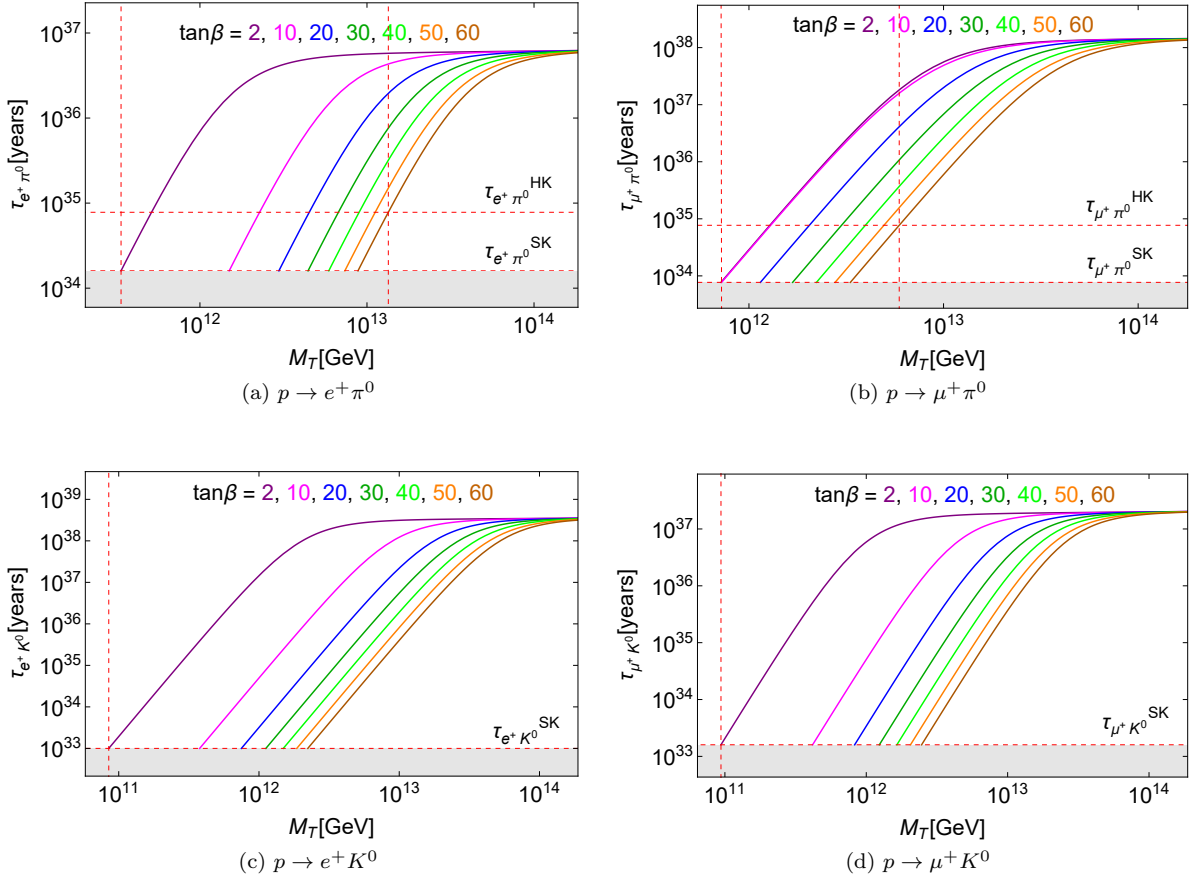 tanβ = 2, 10, 20, 30, 40, 50, 60
10^37
10^36
10^35
10^34
τ_{e⁺ π⁰}[years]
τ_{e⁺ π⁰}^HK
τ_{e⁺ π⁰}^SK
10^12 10^13 10^14
M_T[GeV]
(a) p → e⁺π⁰
tanβ = 2, 10, 20, 30, 40, 50, 60
10^38
10^37
10^36
10^35
10^34
τ_{μ⁺ π⁰}[years]
τ_{μ⁺ π⁰}^HK
τ_{μ⁺ π⁰}^SK
10^12 10^13 10^14
M_T[GeV]
(b) p → μ⁺π⁰
tanβ = 2, 10, 20, 30, 40, 50, 60
10^39
10^38
10^37
10^36
10^35
10^34
10^33
τ_{e⁺ K⁰}[years]
τ_{e⁺ K⁰}^SK
10^11 10^12 10^13 10^14
M_T[GeV]
(c) p → e⁺K⁰
tanβ = 2, 10, 20, 30, 40, 50, 60
10^37
10^36
10^35
10^34
10^33
τ_{μ⁺ K⁰}[years]
τ_{μ⁺ K⁰}^SK
10^11 10^12 10^13 10^14
M_T[GeV]
(d) p → μ⁺K⁰